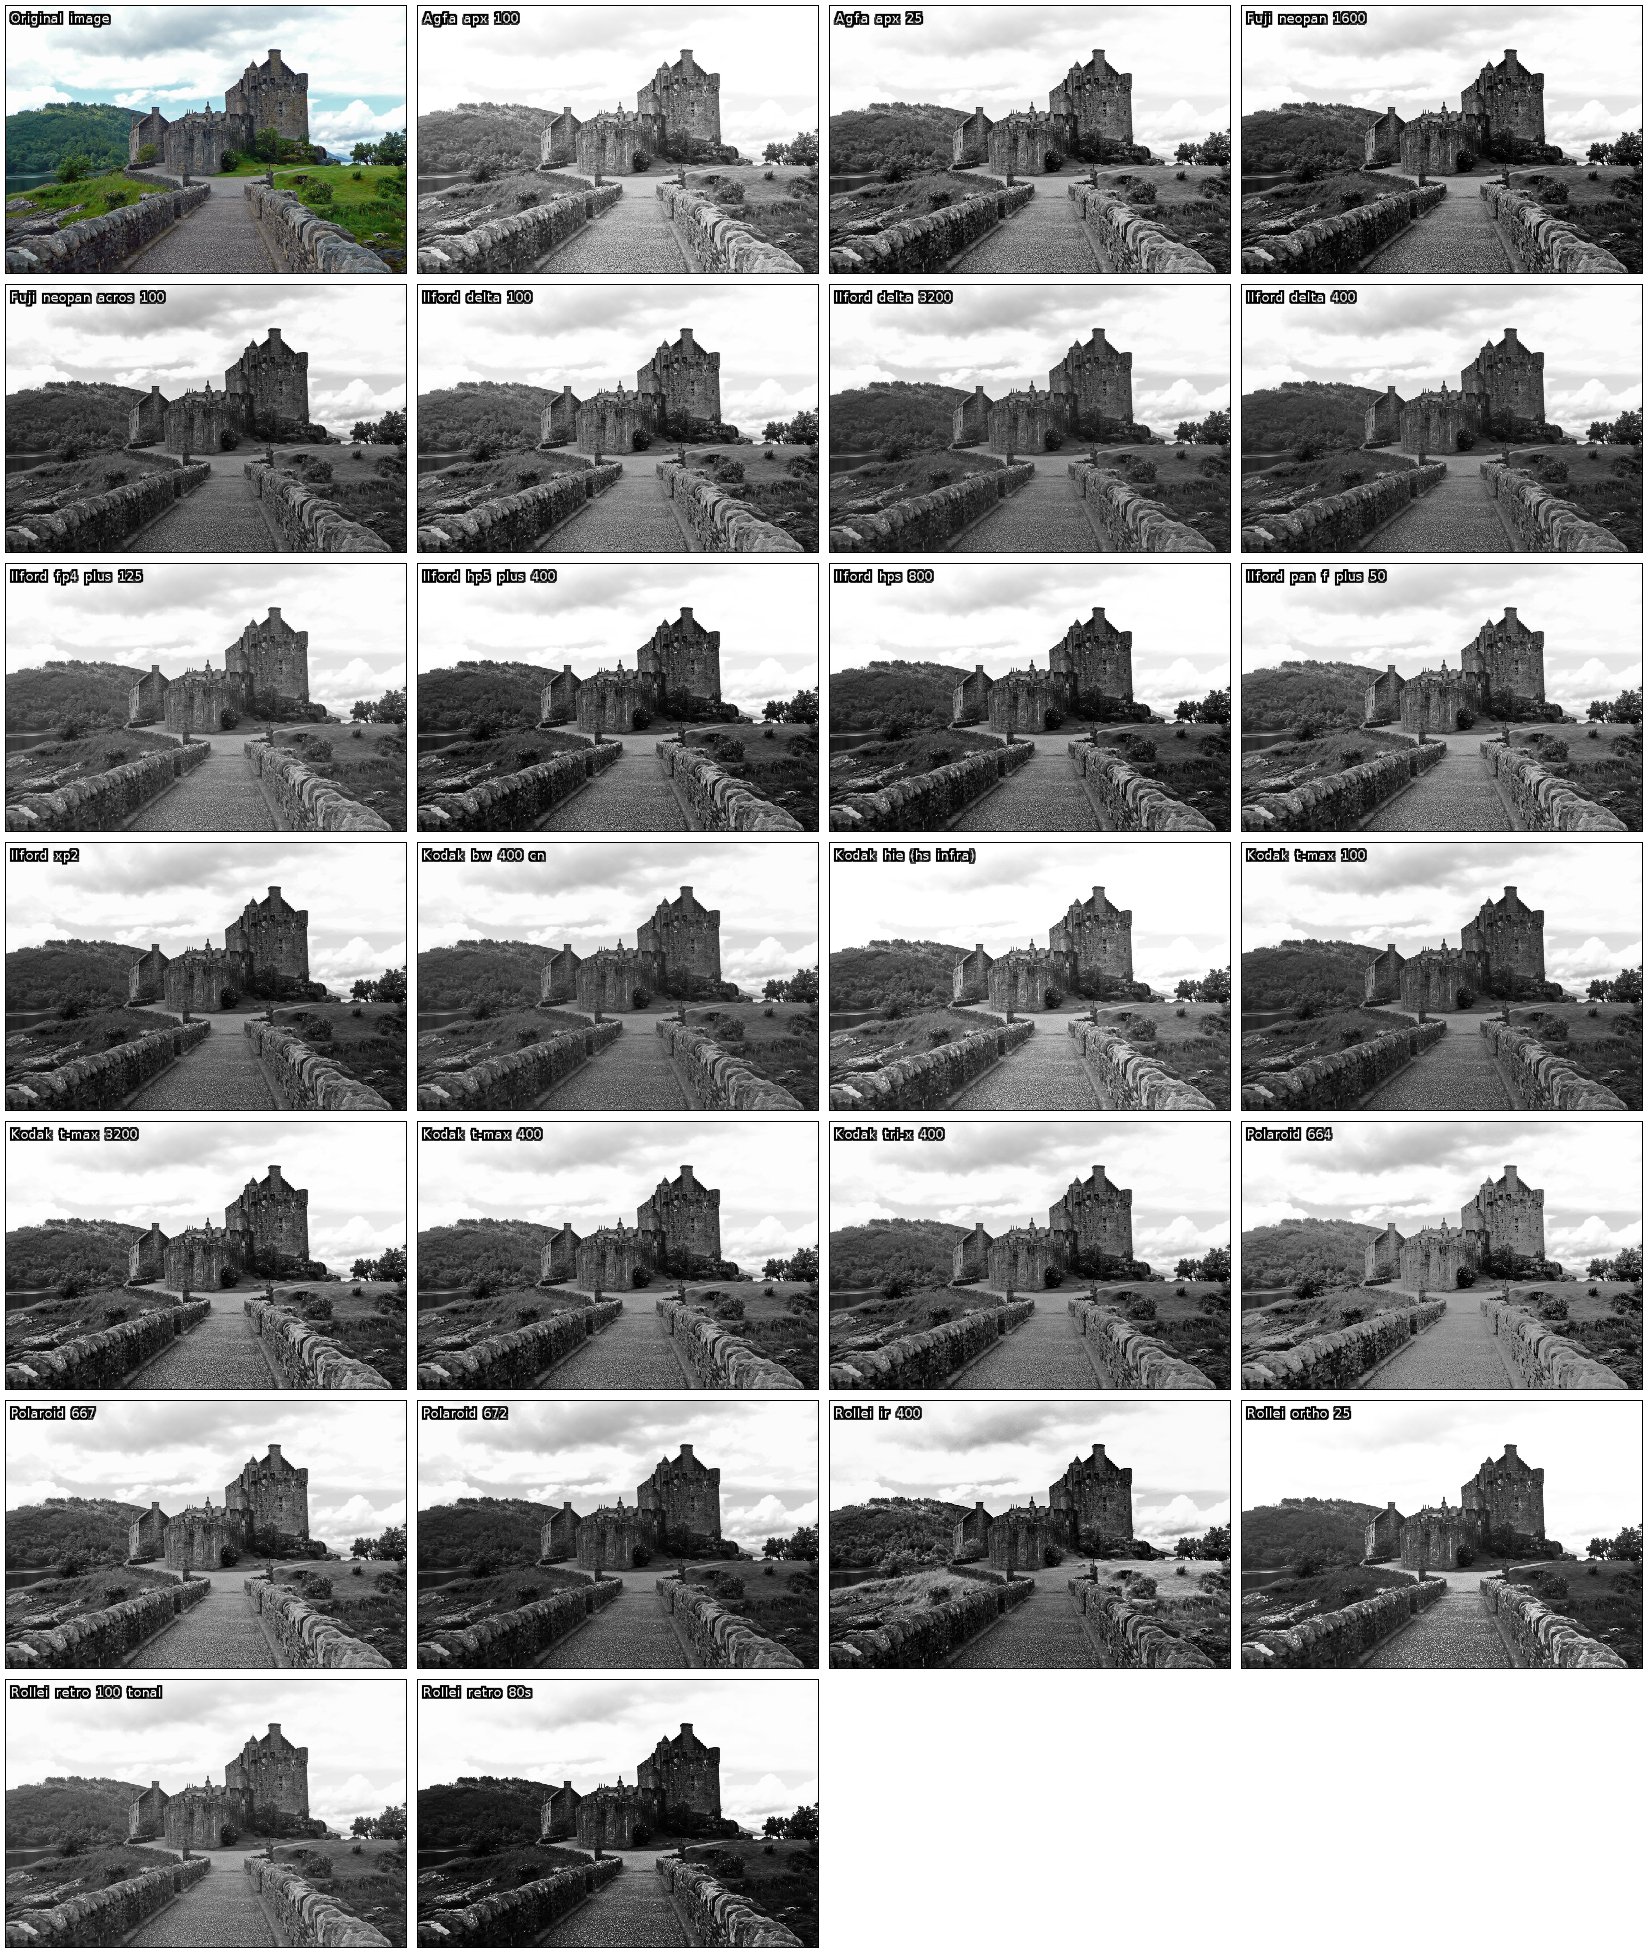 Original image
Agfa apx 100
Agfa apx 25
Fuji neopan 1600
Fuji neopan acros 100
Ilford delta 100
Ilford delta 3200
Ilford delta 400
Ilford fp4 plus 125
Ilford hp5 plus 400
Ilford hps 800
Ilford pan f plus 50
Ilford xp2
Kodak bw 400 cn
Kodak hie (hs infra)
Kodak t-max 100
Kodak t-max 3200
Kodak t-max 400
Kodak tri-x 400
Polaroid 664
Polaroid 667
Polaroid 672
Rollei ir 400
Rollei ortho 25
Rollei retro 100 tonal
Rollei retro 80s